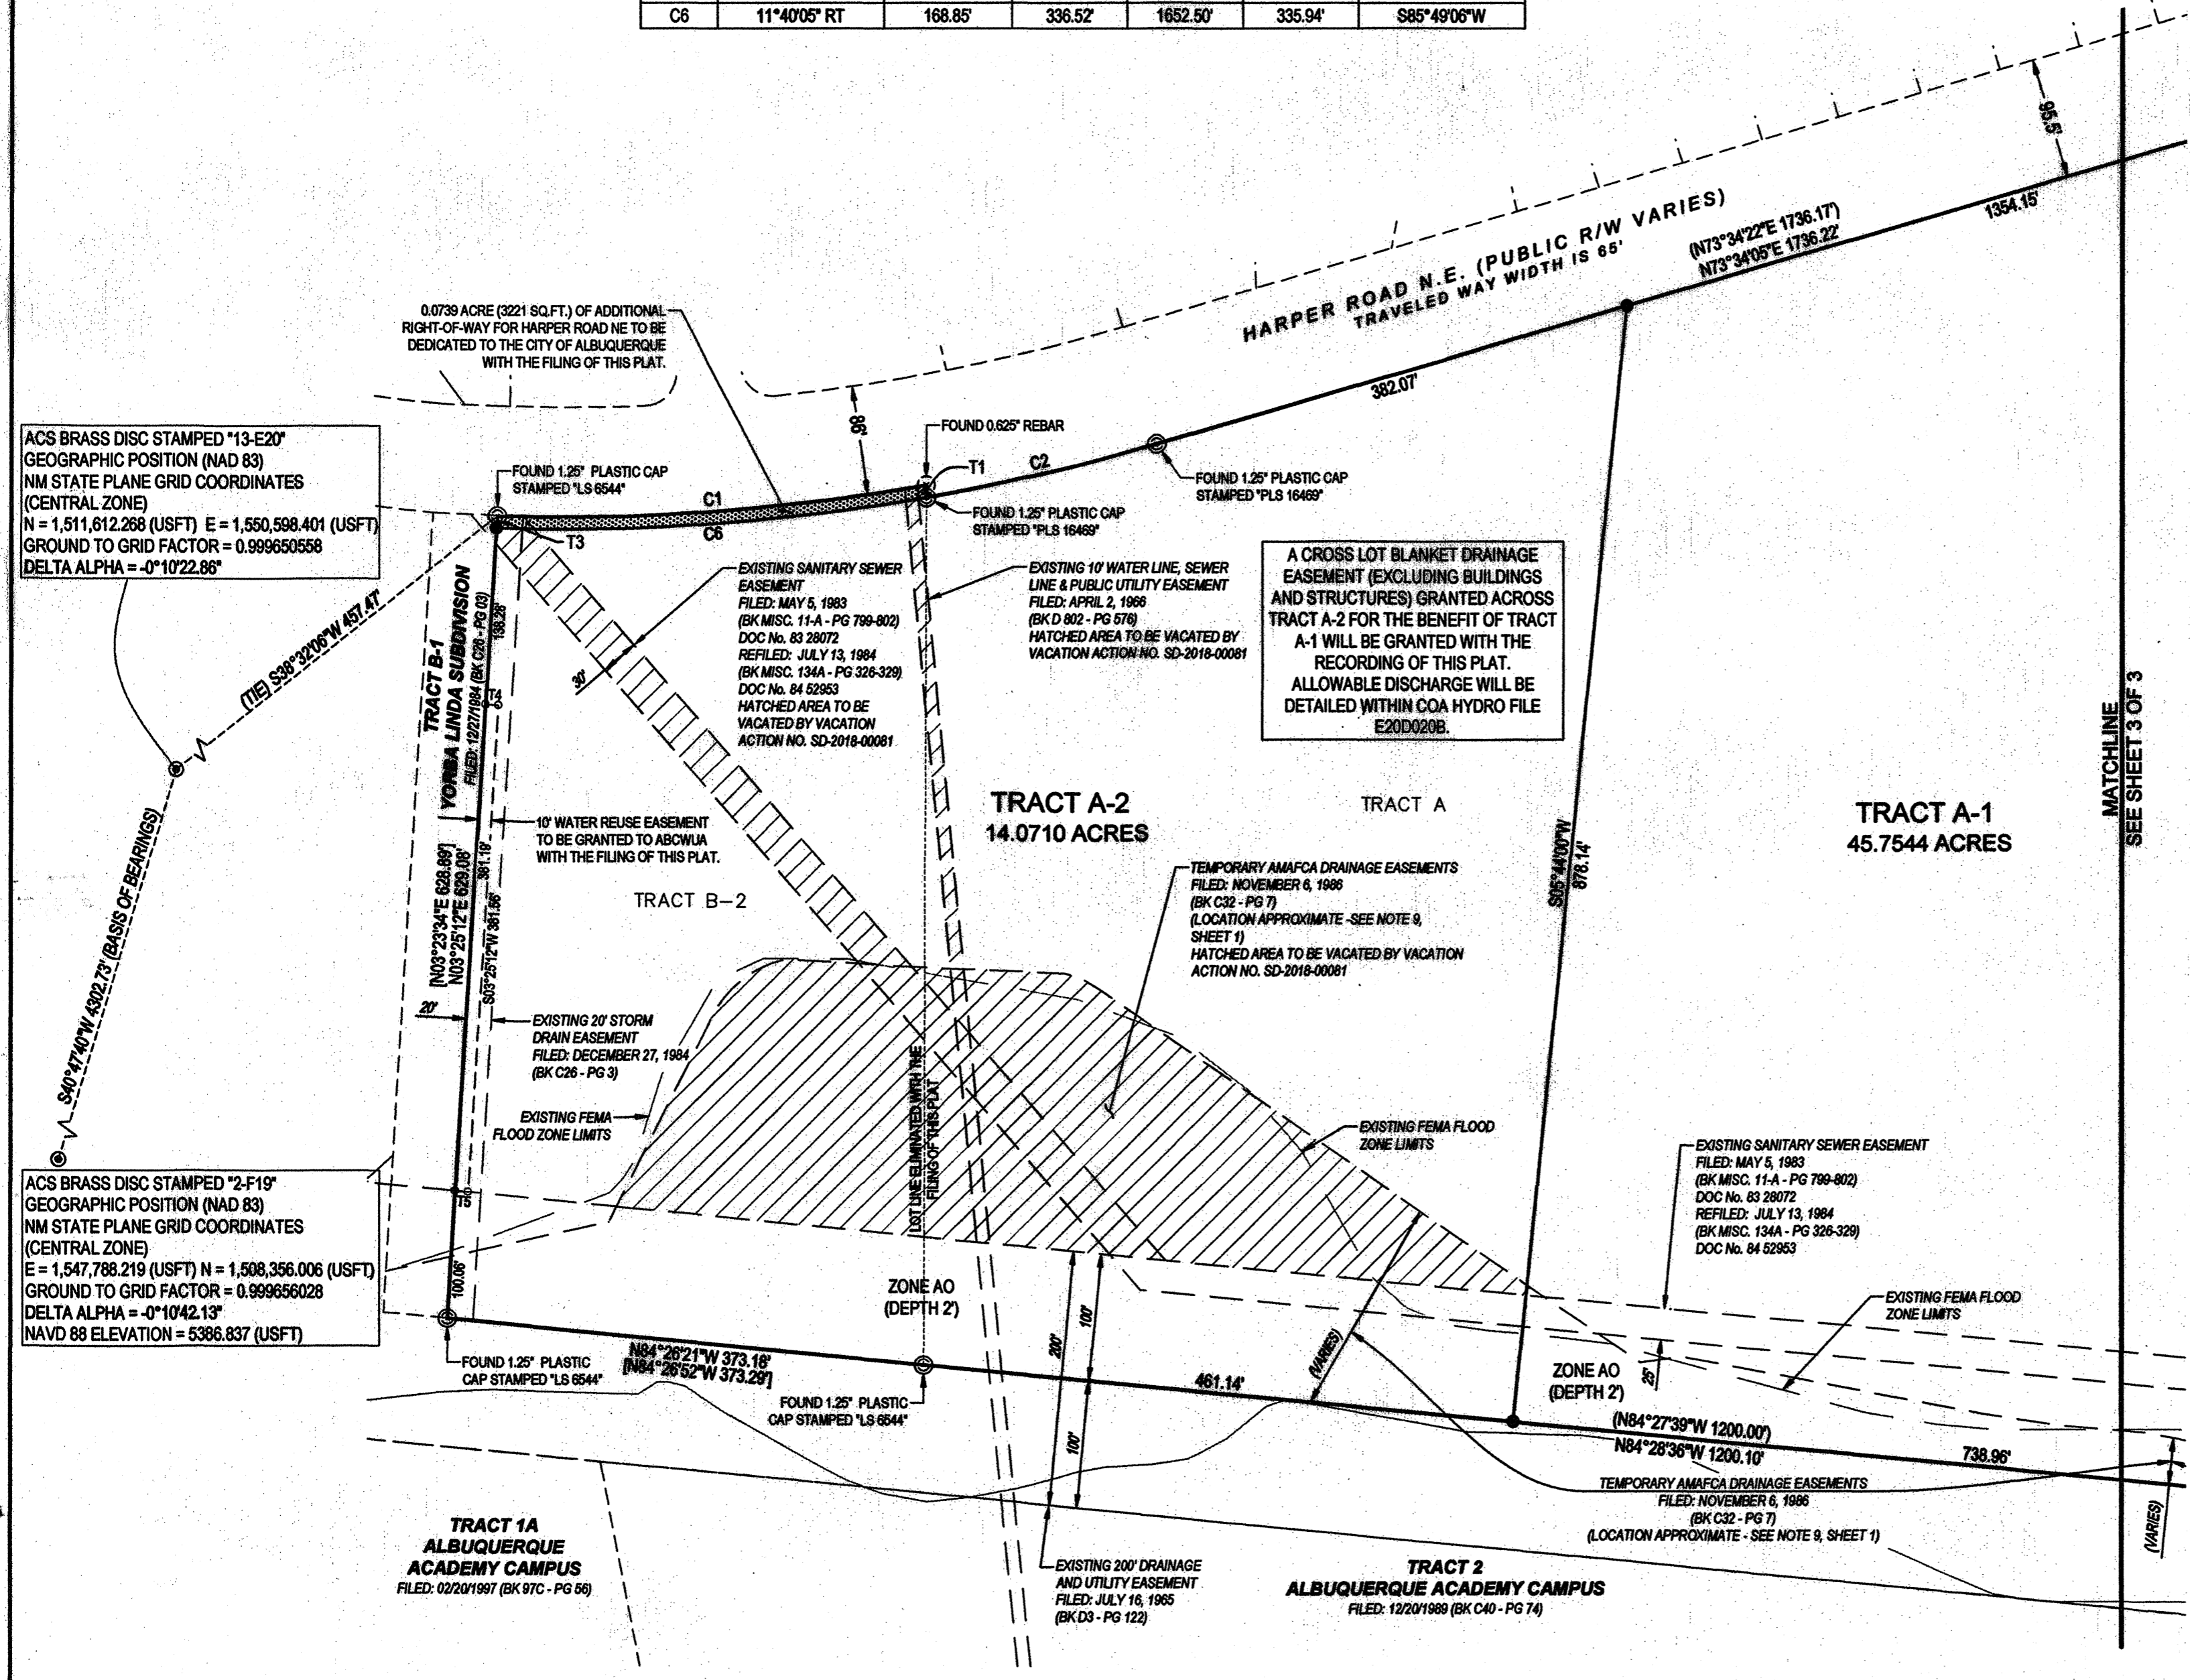 C6 11°40'05" RT 168.85' 336.52' 1652.50' 335.94' S85°49'06"W
95.5'
1354.15'
(N73°34'22"E 1736.17')
N73°34'05"E 1736.22'
HARPER ROAD N.E. (PUBLIC R/W VARIES)
TRAVELED WAY WIDTH IS 65'
0.0739 ACRE (3221 SQ.FT.) OF ADDITIONAL
RIGHT-OF-WAY FOR HARPER ROAD NE TO BE
DEDICATED TO THE CITY OF ALBUQUERQUE
WITH THE FILING OF THIS PLAT.
382.07'
86'
ACS BRASS DISC STAMPED "13-E20"
GEOGRAPHIC POSITION (NAD 83)
NM STATE PLANE GRID COORDINATES
(CENTRAL ZONE)
N = 1,511,612.268 (USFT) E = 1,550,598.401 (USFT)
GROUND TO GRID FACTOR = 0.999650558
DELTA ALPHA = -0°10'22.86"
FOUND 0.625" REBAR
FOUND 1.25" PLASTIC CAP
STAMPED "LS 6544"
T1
C2
C1
C6
T3
FOUND 1.25" PLASTIC CAP
STAMPED "PLS 16469"
FOUND 1.25" PLASTIC CAP
STAMPED "PLS 16469"
(TIE) S38°32'06"W 457.47'
TRACT B-1
YORBA LINDA SUBDIVISION
FILED: 12/27/1984 (BK C26 - PG 03)
138.26'
T4
30'
EXISTING SANITARY SEWER
EASEMENT
FILED: MAY 5, 1983
(BK MISC. 11-A - PG 799-802)
DOC No. 83 28072
REFILED: JULY 13, 1984
(BK MISC. 134A - PG 326-329)
DOC No. 84 52953
HATCHED AREA TO BE
VACATED BY VACATION
ACTION NO. SD-2018-00081
EXISTING 10' WATER LINE, SEWER
LINE & PUBLIC UTILITY EASEMENT
FILED: APRIL 2, 1966
(BK D 802 - PG 576)
HATCHED AREA TO BE VACATED BY
VACATION ACTION NO. SD-2018-00081
A CROSS LOT BLANKET DRAINAGE
EASEMENT (EXCLUDING BUILDINGS
AND STRUCTURES) GRANTED ACROSS
TRACT A-2 FOR THE BENEFIT OF TRACT
A-1 WILL BE GRANTED WITH THE
RECORDING OF THIS PLAT.
ALLOWABLE DISCHARGE WILL BE
DETAILED WITHIN COA HYDRO FILE
E20D020B.
MATCHLINE
SEE SHEET 3 OF 3
TRACT A-2
14.0710 ACRES
TRACT A
TRACT A-1
45.7544 ACRES
S05°44'00"W
878.14'
10' WATER REUSE EASEMENT
TO BE GRANTED TO ABCWUA
WITH THE FILING OF THIS PLAT.
TRACT B-2
[N03°23'34"E 628.89']
N03°25'12"E 629.08'
381.18'
S03°25'12"W 381.66'
20'
S40°47'40"W 4302.73' (BASIS OF BEARINGS)
TEMPORARY AMAFCA DRAINAGE EASEMENTS
FILED: NOVEMBER 6, 1986
(BK C32 - PG 7)
(LOCATION APPROXIMATE -SEE NOTE 9,
SHEET 1)
HATCHED AREA TO BE VACATED BY VACATION
ACTION NO. SD-2018-00081
EXISTING 20' STORM
DRAIN EASEMENT
FILED: DECEMBER 27, 1984
(BK C26 - PG 3)
EXISTING FEMA
FLOOD ZONE LIMITS
LOT LINE ELIMINATED WITH THE
FILING OF THIS PLAT
EXISTING FEMA FLOOD
ZONE LIMITS
EXISTING SANITARY SEWER EASEMENT
FILED: MAY 5, 1983
(BK MISC. 11-A - PG 799-802)
DOC No. 83 28072
REFILED: JULY 13, 1984
(BK MISC. 134A - PG 326-329)
DOC No. 84 52953
ACS BRASS DISC STAMPED "2-F19"
GEOGRAPHIC POSITION (NAD 83)
NM STATE PLANE GRID COORDINATES
(CENTRAL ZONE)
E = 1,547,788.219 (USFT) N = 1,508,356.006 (USFT)
GROUND TO GRID FACTOR = 0.999656028
DELTA ALPHA = -0°10'42.13"
NAVD 88 ELEVATION = 5386.837 (USFT)
T5
100.06'
ZONE AO
(DEPTH 2')
200'
100'
100'
(VARIES)
EXISTING FEMA FLOOD
ZONE LIMITS
25'
ZONE AO
(DEPTH 2')
FOUND 1.25" PLASTIC
CAP STAMPED "LS 6544"
N84°26'21"W 373.18'
[N84°26'52"W 373.29']
FOUND 1.25" PLASTIC
CAP STAMPED "LS 6544"
461.14'
(N84°27'39"W 1200.00')
N84°28'36"W 1200.10'
738.96'
(VARIES)
TEMPORARY AMAFCA DRAINAGE EASEMENTS
FILED: NOVEMBER 6, 1986
(BK C32 - PG 7)
(LOCATION APPROXIMATE - SEE NOTE 9, SHEET 1)
TRACT 1A
ALBUQUERQUE
ACADEMY CAMPUS
FILED: 02/20/1997 (BK 97C - PG 56)
EXISTING 200' DRAINAGE
AND UTILITY EASEMENT
FILED: JULY 16, 1965
(BK D3 - PG 122)
TRACT 2
ALBUQUERQUE ACADEMY CAMPUS
FILED: 12/20/1989 (BK C40 - PG 74)